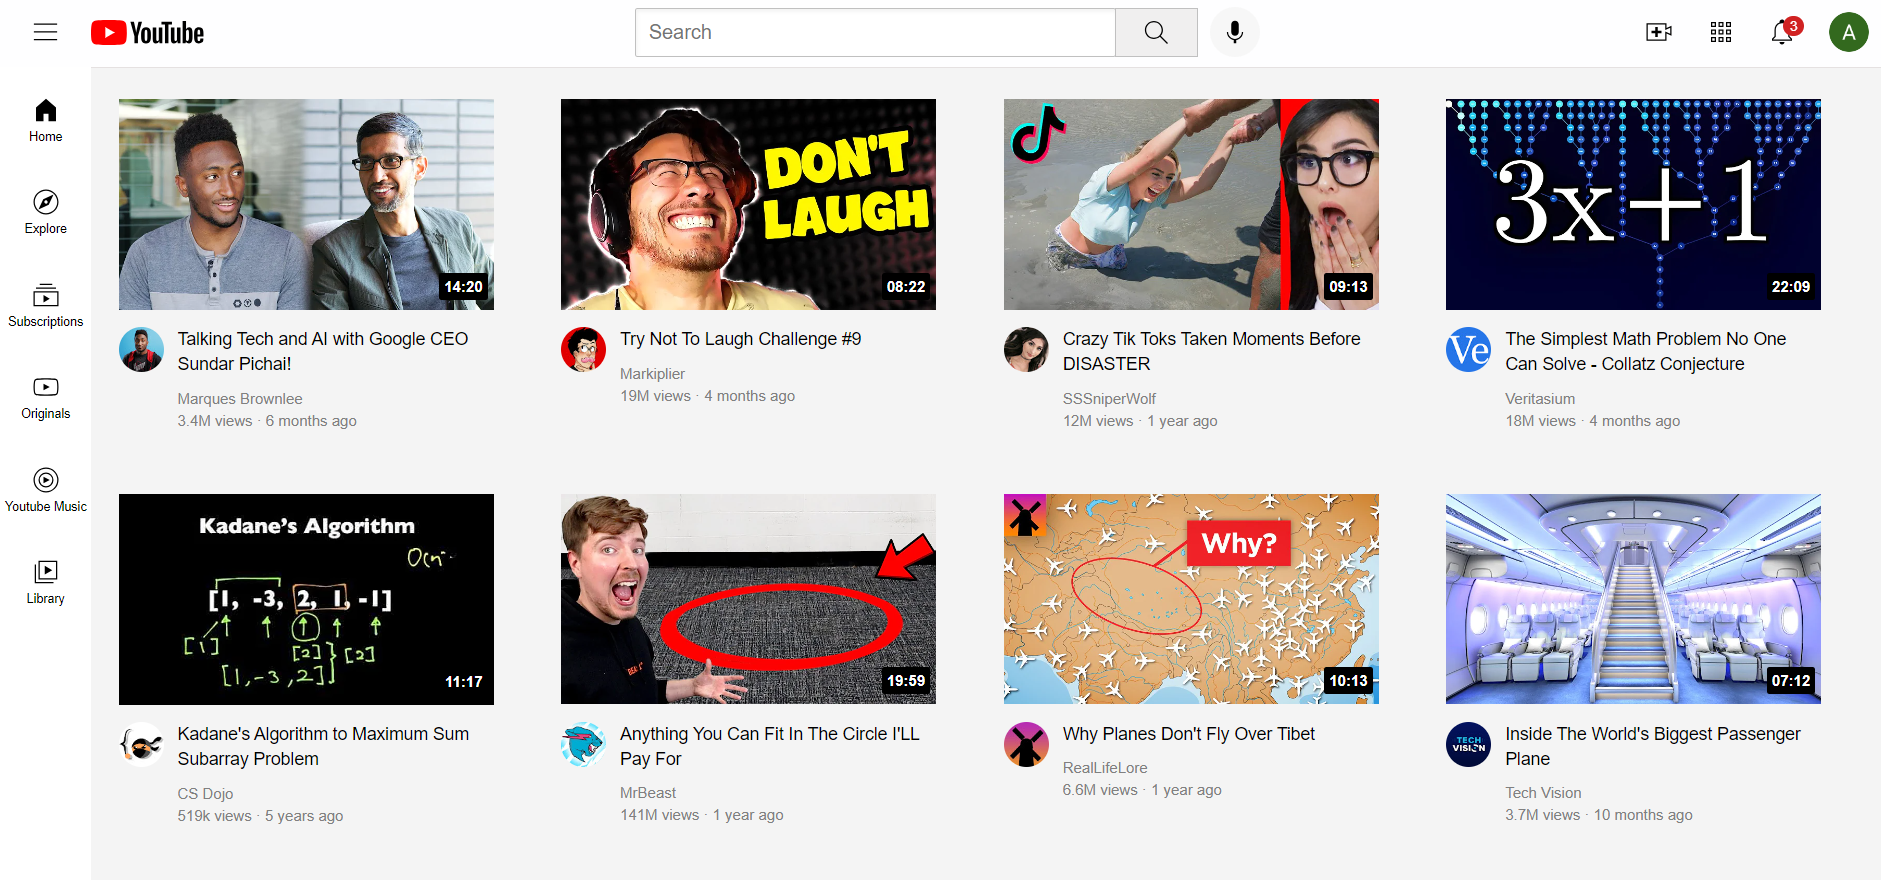 YouTube
Search
3
A
Home
Explore
Subscriptions
Originals
Youtube Music
Library
DON'T
LAUGH
3x+1
14:20
08:22
09:13
22:09
Talking Tech and AI with Google CEO
Sundar Pichai!
Marques Brownlee
3.4M views · 6 months ago
Try Not To Laugh Challenge #9
Markiplier
19M views · 4 months ago
Crazy Tik Toks Taken Moments Before
DISASTER
SSSniperWolf
12M views · 1 year ago
Ve
The Simplest Math Problem No One
Can Solve - Collatz Conjecture
Veritasium
18M views · 4 months ago
Kadane's Algorithm
[1, -3, 2, 1, -1]
[1]
[2]
[2]
[1, -3, 2]
11:17
19:59
Why?
10:13
07:12
Kadane's Algorithm to Maximum Sum
Subarray Problem
CS Dojo
519k views · 5 years ago
Anything You Can Fit In The Circle I'LL
Pay For
MrBeast
141M views · 1 year ago
Why Planes Don't Fly Over Tibet
RealLifeLore
6.6M views · 1 year ago
TECH
VISION
Inside The World's Biggest Passenger
Plane
Tech Vision
3.7M views · 10 months ago